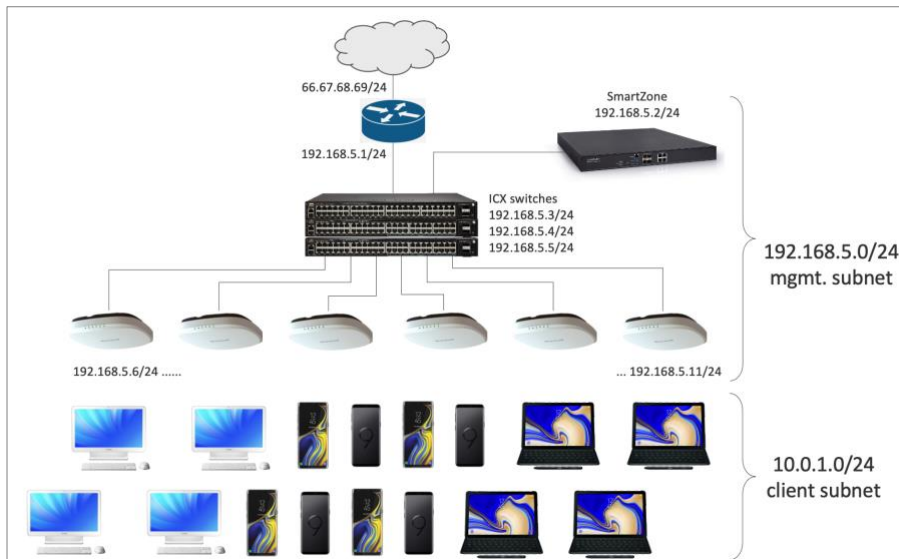 66.67.68.69/24
SmartZone
192.168.5.2/24
192.168.5.1/24
ICX switches
192.168.5.3/24
192.168.5.4/24
192.168.5.5/24
192.168.5.0/24
mgmt. subnet
192.168.5.6/24 ......
... 192.168.5.11/24
10.0.1.0/24
client subnet